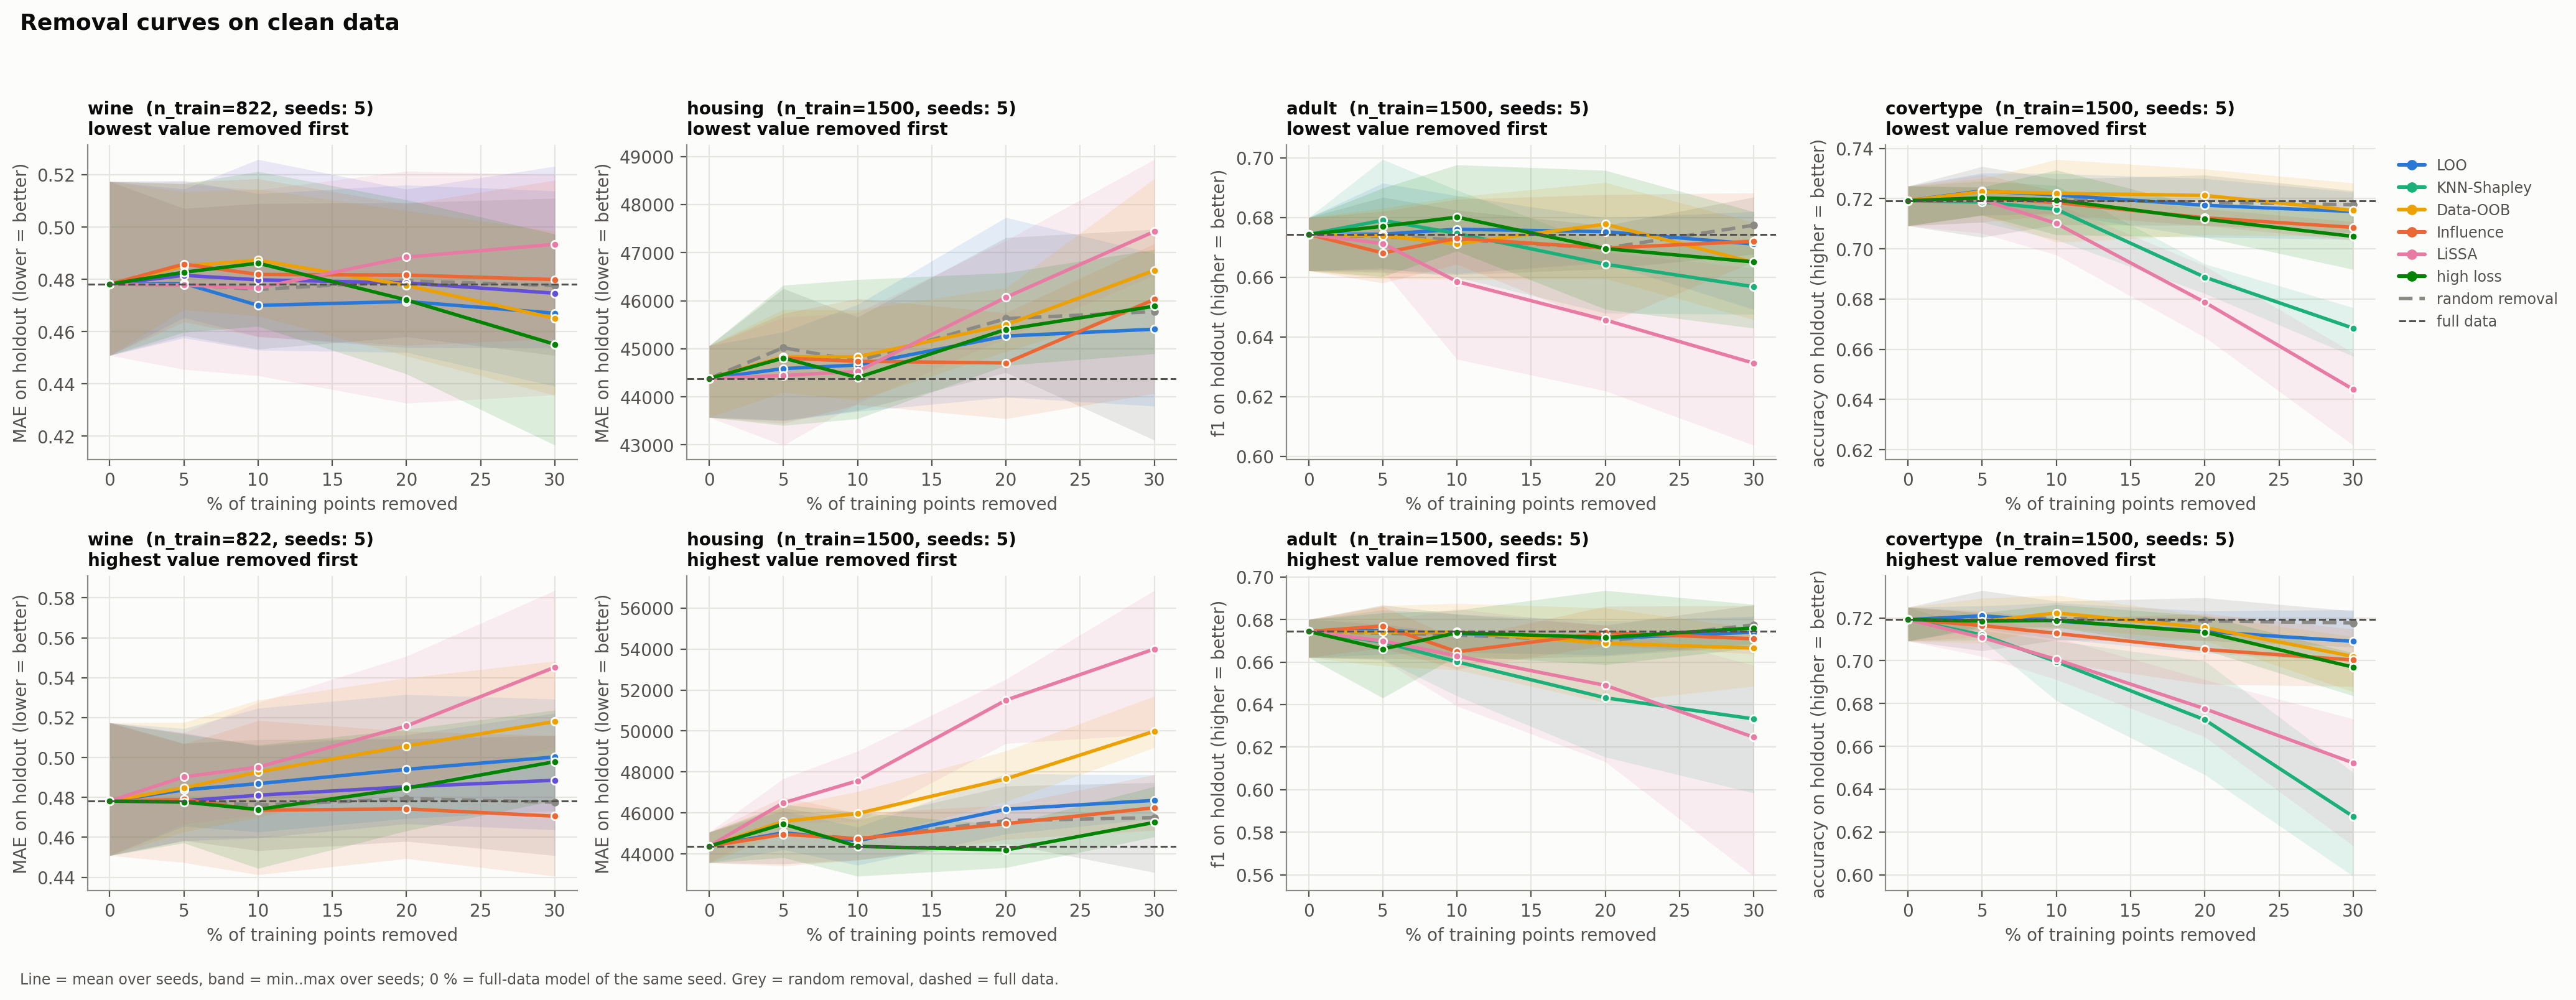 Removal curves on clean data
wine  (n_train=822, seeds: 5)
lowest value removed first
MAE on holdout (lower = better)
0.52
0.50
0.48
0.46
0.44
0.42
0 5 10 15 20 25 30
% of training points removed
housing  (n_train=1500, seeds: 5)
lowest value removed first
MAE on holdout (lower = better)
49000
48000
47000
46000
45000
44000
43000
0 5 10 15 20 25 30
% of training points removed
adult  (n_train=1500, seeds: 5)
lowest value removed first
f1 on holdout (higher = better)
0.70
0.68
0.66
0.64
0.62
0.60
0 5 10 15 20 25 30
% of training points removed
covertype  (n_train=1500, seeds: 5)
lowest value removed first
accuracy on holdout (higher = better)
0.74
0.72
0.70
0.68
0.66
0.64
0.62
0 5 10 15 20 25 30
% of training points removed
LOO
KNN-Shapley
Data-OOB
Influence
LiSSA
high loss
random removal
full data
wine  (n_train=822, seeds: 5)
highest value removed first
MAE on holdout (lower = better)
0.58
0.56
0.54
0.52
0.50
0.48
0.46
0.44
0 5 10 15 20 25 30
% of training points removed
housing  (n_train=1500, seeds: 5)
highest value removed first
MAE on holdout (lower = better)
56000
54000
52000
50000
48000
46000
44000
0 5 10 15 20 25 30
% of training points removed
adult  (n_train=1500, seeds: 5)
highest value removed first
f1 on holdout (higher = better)
0.70
0.68
0.66
0.64
0.62
0.60
0.58
0.56
0 5 10 15 20 25 30
% of training points removed
covertype  (n_train=1500, seeds: 5)
highest value removed first
accuracy on holdout (higher = better)
0.72
0.70
0.68
0.66
0.64
0.62
0.60
0 5 10 15 20 25 30
% of training points removed
Line = mean over seeds, band = min..max over seeds; 0 % = full-data model of the same seed. Grey = random removal, dashed = full data.